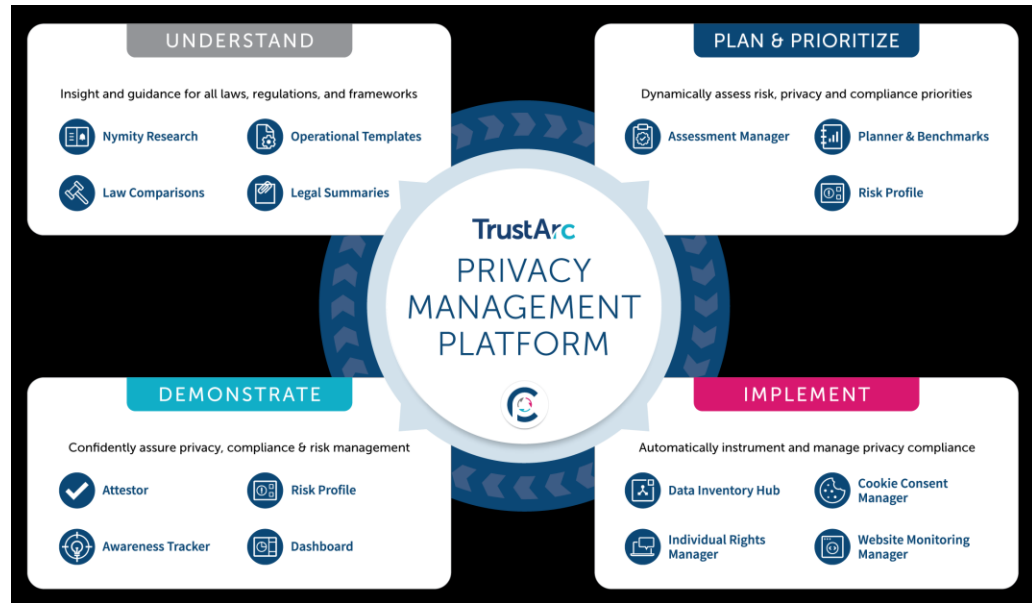 UNDERSTAND
Insight and guidance for all laws, regulations, and frameworks
Nymity Research
Operational Templates
Law Comparisons
Legal Summaries
PLAN & PRIORITIZE
Dynamically assess risk, privacy and compliance priorities
Assessment Manager
Planner & Benchmarks
Risk Profile
TrustArc
PRIVACY
MANAGEMENT
PLATFORM
DEMONSTRATE
Confidently assure privacy, compliance & risk management
Attestor
Risk Profile
Awareness Tracker
Dashboard
IMPLEMENT
Automatically instrument and manage privacy compliance
Data Inventory Hub
Cookie Consent
Manager
Individual Rights
Manager
Website Monitoring
Manager